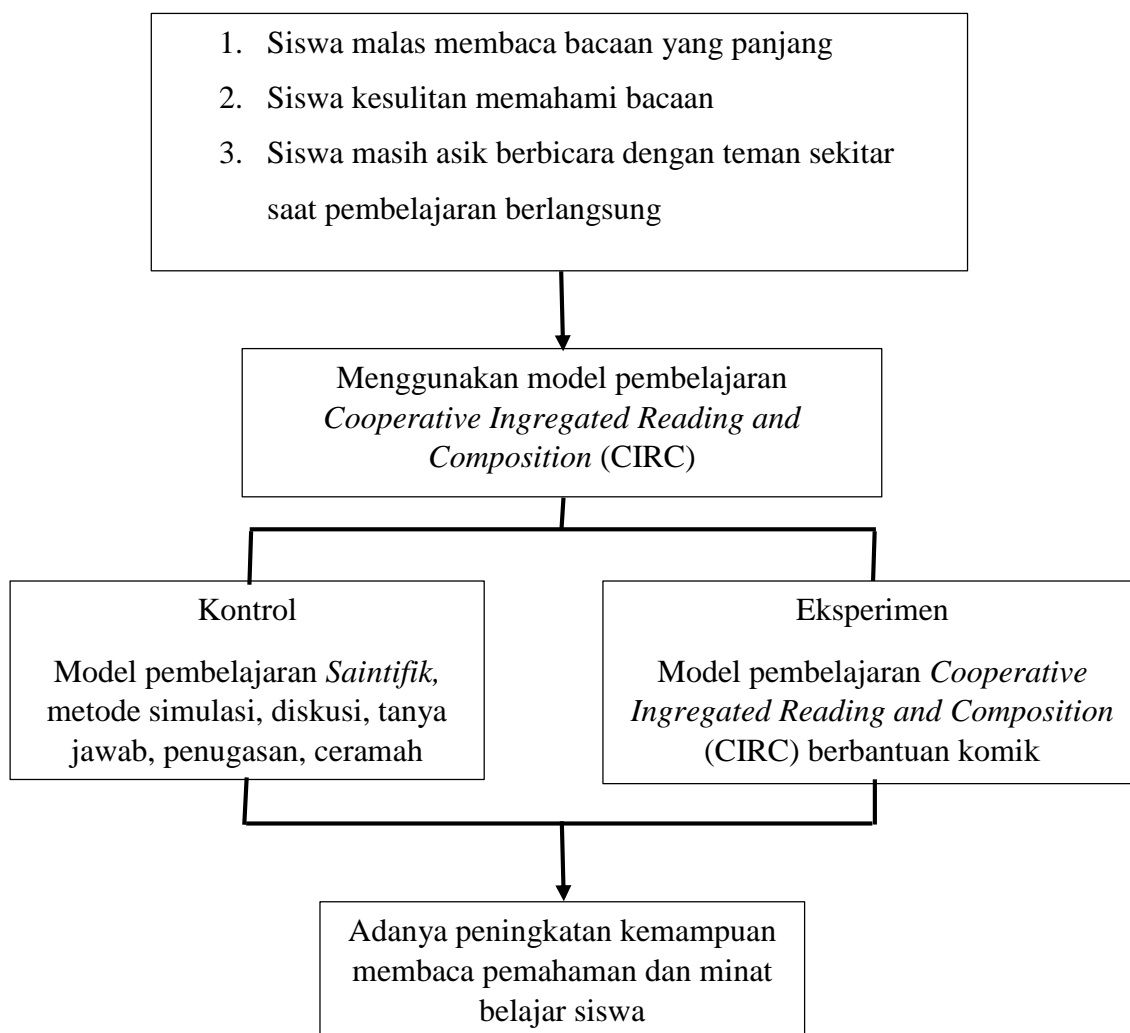 1. Siswa malas membaca bacaan yang panjang
2. Siswa kesulitan memahami bacaan
3. Siswa masih asik berbicara dengan teman sekitar
saat pembelajaran berlangsung
Menggunakan model pembelajaran
Cooperative Ingregated Reading and
Composition (CIRC)
Kontrol
Model pembelajaran Saintifik,
metode simulasi, diskusi, tanya
jawab, penugasan, ceramah
Eksperimen
Model pembelajaran Cooperative
Ingregated Reading and Composition
(CIRC) berbantuan komik
Adanya peningkatan kemampuan
membaca pemahaman dan minat
belajar siswa